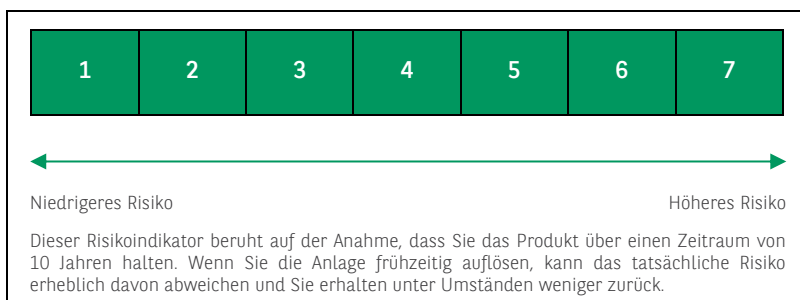 1 2 3 4 5 6 7
Niedrigeres Risiko Höheres Risiko
Dieser Risikoindikator beruht auf der Anahme, dass Sie das Produkt über einen Zeitraum von
10 Jahren halten. Wenn Sie die Anlage frühzeitig auflösen, kann das tatsächliche Risiko
erheblich davon abweichen und Sie erhalten unter Umständen weniger zurück.